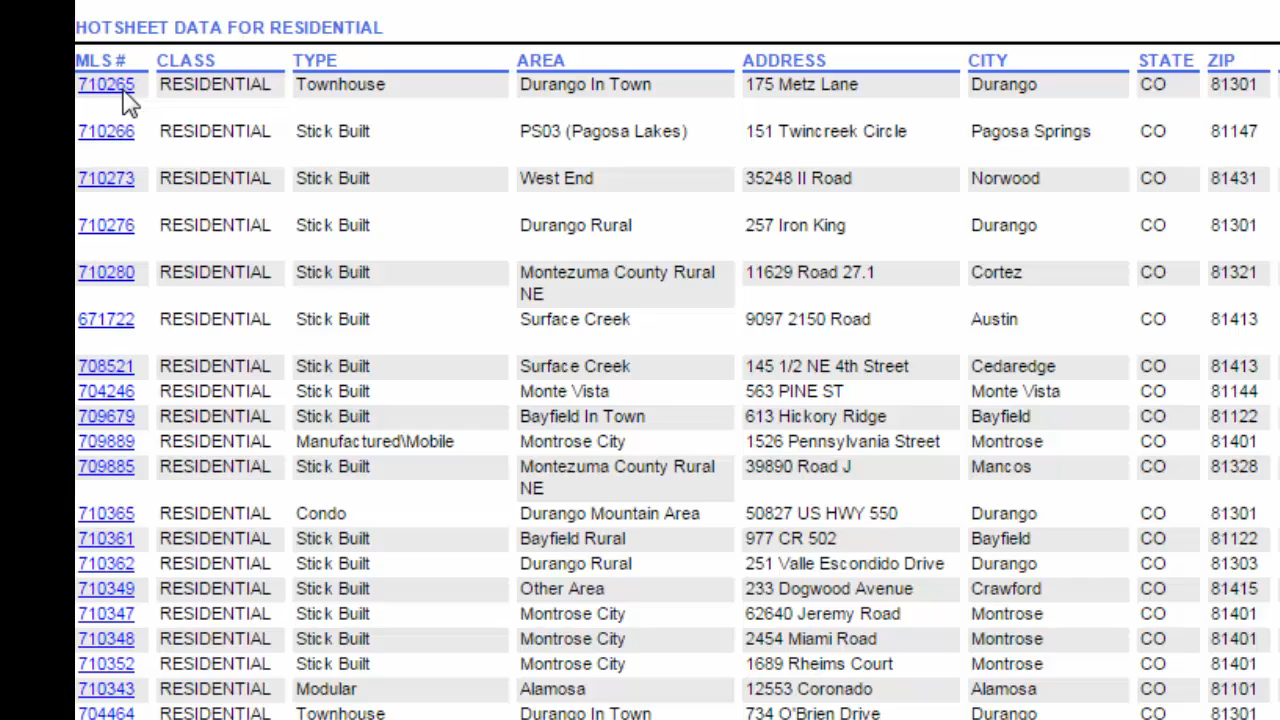 HOTSHEET DATA FOR RESIDENTIAL
MLS # CLASS TYPE AREA ADDRESS CITY STATE ZIP
710265 RESIDENTIAL Townhouse Durango In Town 175 Metz Lane Durango CO 81301
710266 RESIDENTIAL Stick Built PS03 (Pagosa Lakes) 151 Twincreek Circle Pagosa Springs CO 81147
710273 RESIDENTIAL Stick Built West End 35248 II Road Norwood CO 81431
710276 RESIDENTIAL Stick Built Durango Rural 257 Iron King Durango CO 81301
710280 RESIDENTIAL Stick Built Montezuma County Rural 11629 Road 27.1 Cortez CO 81321
NE
671722 RESIDENTIAL Stick Built Surface Creek 9097 2150 Road Austin CO 81413
708521 RESIDENTIAL Stick Built Surface Creek 145 1/2 NE 4th Street Cedaredge CO 81413
704246 RESIDENTIAL Stick Built Monte Vista 563 PINE ST Monte Vista CO 81144
709679 RESIDENTIAL Stick Built Bayfield In Town 613 Hickory Ridge Bayfield CO 81122
709889 RESIDENTIAL Manufactured\Mobile Montrose City 1526 Pennsylvania Street Montrose CO 81401
709885 RESIDENTIAL Stick Built Montezuma County Rural 39890 Road J Mancos CO 81328
NE
710365 RESIDENTIAL Condo Durango Mountain Area 50827 US HWY 550 Durango CO 81301
710361 RESIDENTIAL Stick Built Bayfield Rural 977 CR 502 Bayfield CO 81122
710362 RESIDENTIAL Stick Built Durango Rural 251 Valle Escondido Drive Durango CO 81303
710349 RESIDENTIAL Stick Built Other Area 233 Dogwood Avenue Crawford CO 81415
710347 RESIDENTIAL Stick Built Montrose City 62640 Jeremy Road Montrose CO 81401
710348 RESIDENTIAL Stick Built Montrose City 2454 Miami Road Montrose CO 81401
710352 RESIDENTIAL Stick Built Montrose City 1689 Rheims Court Montrose CO 81401
710343 RESIDENTIAL Modular Alamosa 12553 Coronado Alamosa CO 81101
704464 RESIDENTIAL Townhouse Durango In Town 734 O'Brien Drive Durango CO 81301